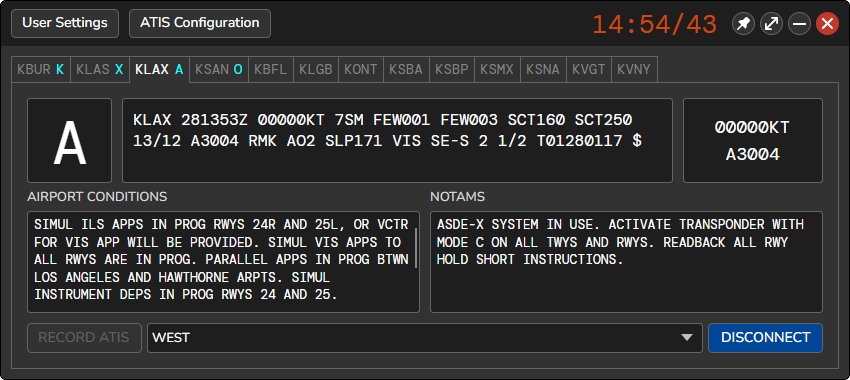 User Settings ATIS Configuration 14:54/43
KBUR K KLAS X KLAX A KSAN O KBFL KLGB KONT KSBA KSBP KSMX KSNA KVGT KVNY
A
KLAX 281353Z 00000KT 7SM FEW001 FEW003 SCT160 SCT250
13/12 A3004 RMK AO2 SLP171 VIS SE-S 2 1/2 T01280117 $
00000KT
A3004
AIRPORT CONDITIONS
SIMUL ILS APPS IN PROG RWYS 24R AND 25L, OR VCTR
FOR VIS APP WILL BE PROVIDED. SIMUL VIS APPS TO
ALL RWYS ARE IN PROG. PARALLEL APPS IN PROG BTWN
LOS ANGELES AND HAWTHORNE ARPTS. SIMUL
INSTRUMENT DEPS IN PROG RWYS 24 AND 25.
NOTAMS
ASDE-X SYSTEM IN USE. ACTIVATE TRANSPONDER WITH
MODE C ON ALL TWYS AND RWYS. READBACK ALL RWY
HOLD SHORT INSTRUCTIONS.
RECORD ATIS WEST DISCONNECT